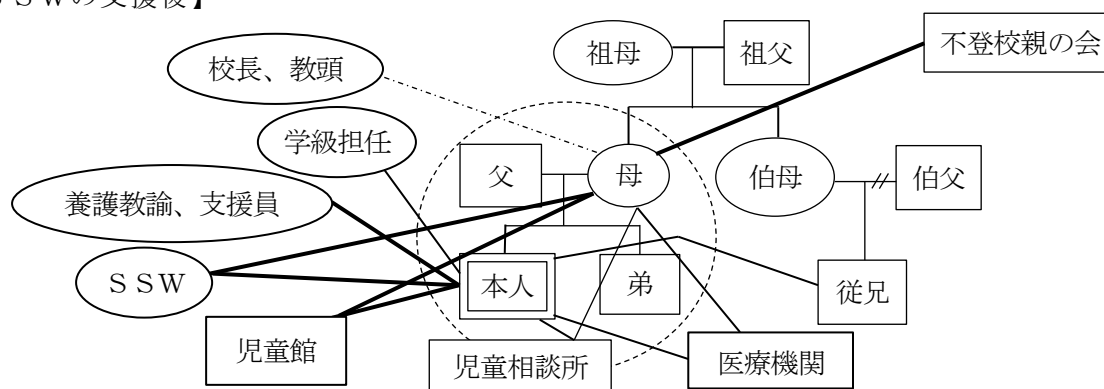 ＳＳＷの支援後】
不登校親の会
祖母
祖父
校長、教頭
学級担任
父
母
伯母
伯父
養護教諭、支援員
ＳＳＷ
本人
弟
従兄
児童館
児童相談所
医療機関